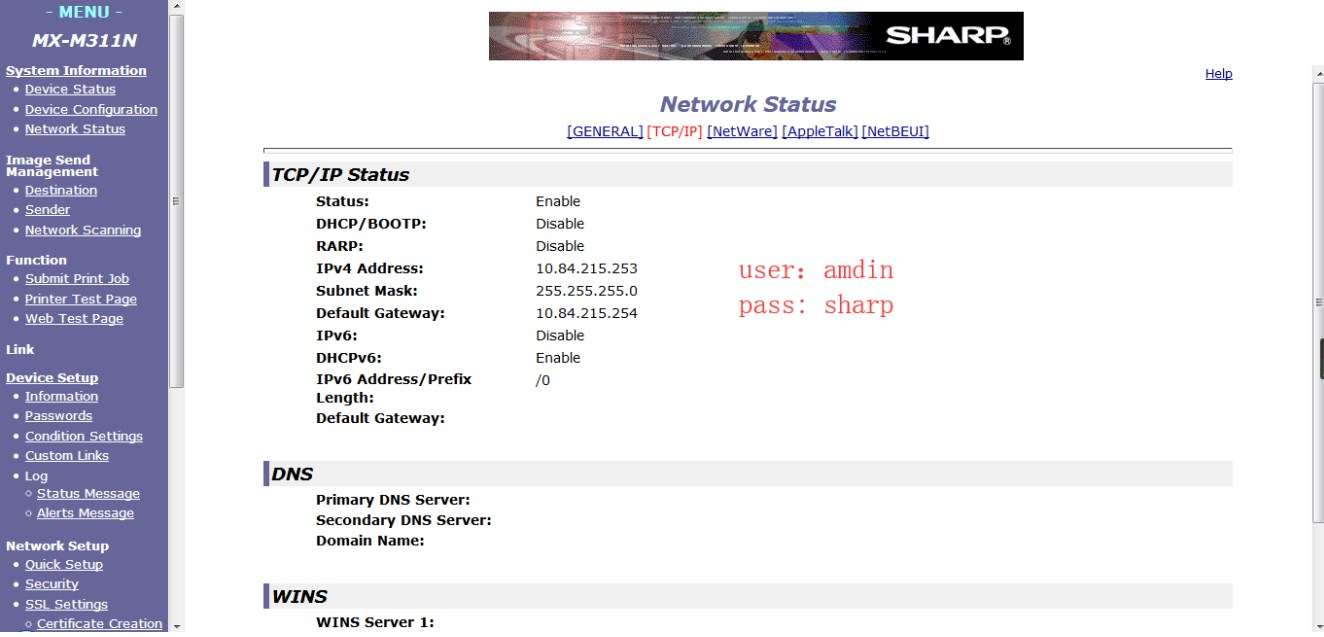 - MENU -
MX-M311N
System Information
Device Status
Device Configuration
Network Status
Image Send
Management
Destination
Sender
Network Scanning
Function
Submit Print Job
Printer Test Page
Web Test Page
Link
Device Setup
Information
Passwords
Condition Settings
Custom Links
Log
Status Message
Alerts Message
Network Setup
Quick Setup
Security
SSL Settings
Certificate Creation
SHARP®
Help
Network Status
[GENERAL] [TCP/IP] [NetWare] [AppleTalk] [NetBEUI]
TCP/IP Status
Status: Enable
DHCP/BOOTP: Disable
RARP: Disable
IPv4 Address: 10.84.215.253
Subnet Mask: 255.255.255.0
Default Gateway: 10.84.215.254
IPv6: Disable
DHCPv6: Enable
IPv6 Address/Prefix /0
Length:
Default Gateway:
user: amdin
pass: sharp
DNS
Primary DNS Server:
Secondary DNS Server:
Domain Name:
WINS
WINS Server 1: